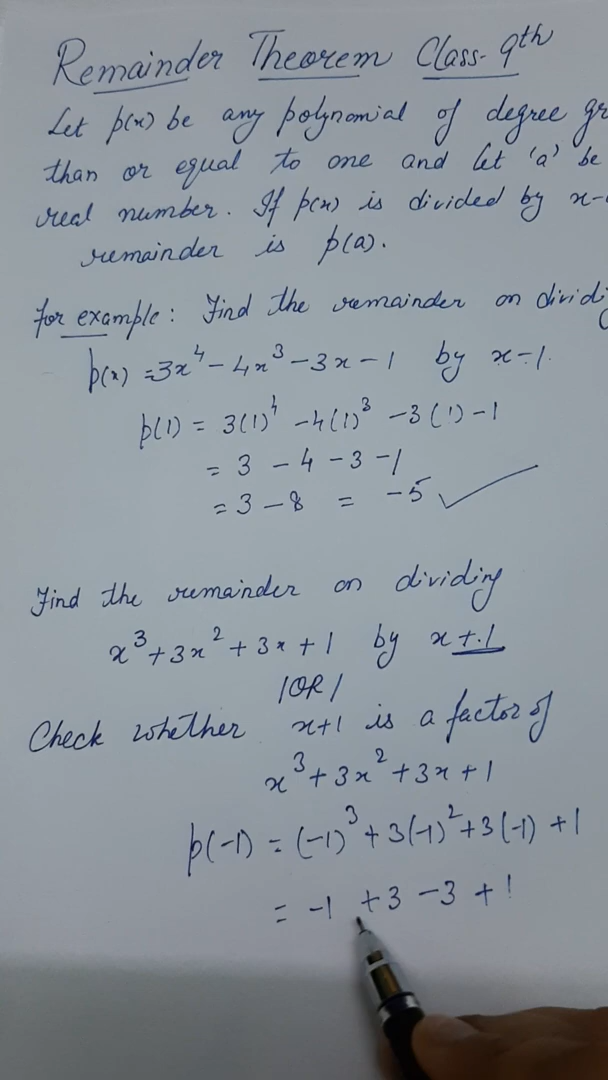 Remainder Theorem Class-9th
Let p(x) be any polynomial of degree gr
than or equal to one and let 'a' be
real number. If p(x) is divided by x-
remainder is p(a).
For example: Find the remainder on dividi
p(x) = 3x⁴ - 4x³ - 3x - 1 by x - 1.
p(1) = 3(1)⁴ - 4(1)³ - 3(1) - 1
= 3 - 4 - 3 - 1
= 3 - 8 = -5 ✓
Find the remainder on dividing
x³ + 3x² + 3x + 1 by x + 1
/OR/
Check whether x+1 is a factor of
x³ + 3x² + 3x + 1
p(-1) = (-1)³ + 3(-1)² + 3(-1) + 1
= -1 + 3 - 3 + 1